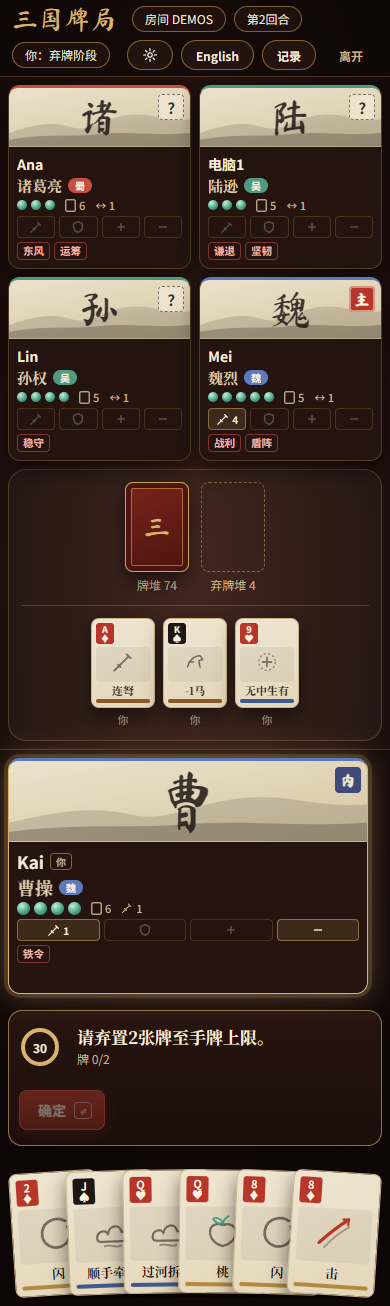 三国牌局
房间 DEMOS
第2回合
你: 弃牌阶段
English
记录
离开
诸
?
Ana
诸葛亮 蜀
6 ↔1
东风 运筹
陆
?
电脑1
陆逊 吴
5 ↔1
谦退 坚韧
孙
?
Lin
孙权 吴
5 ↔1
稳守
魏
主
Mei
魏烈 魏
5 ↔1
4
战利 盾阵
三
牌堆 74
弃牌堆 4
A♦
连弩
你
K♠
-1马
你
9♥
无中生有
你
曹
内
Kai 你
曹操 魏
6 1
1
铁令
30
请弃置2张牌至手牌上限。
牌 0/2
确定
2♦
闪
J♠
顺手牵
Q♥
过河拆
Q♥
桃
8♦
闪
8♦
击